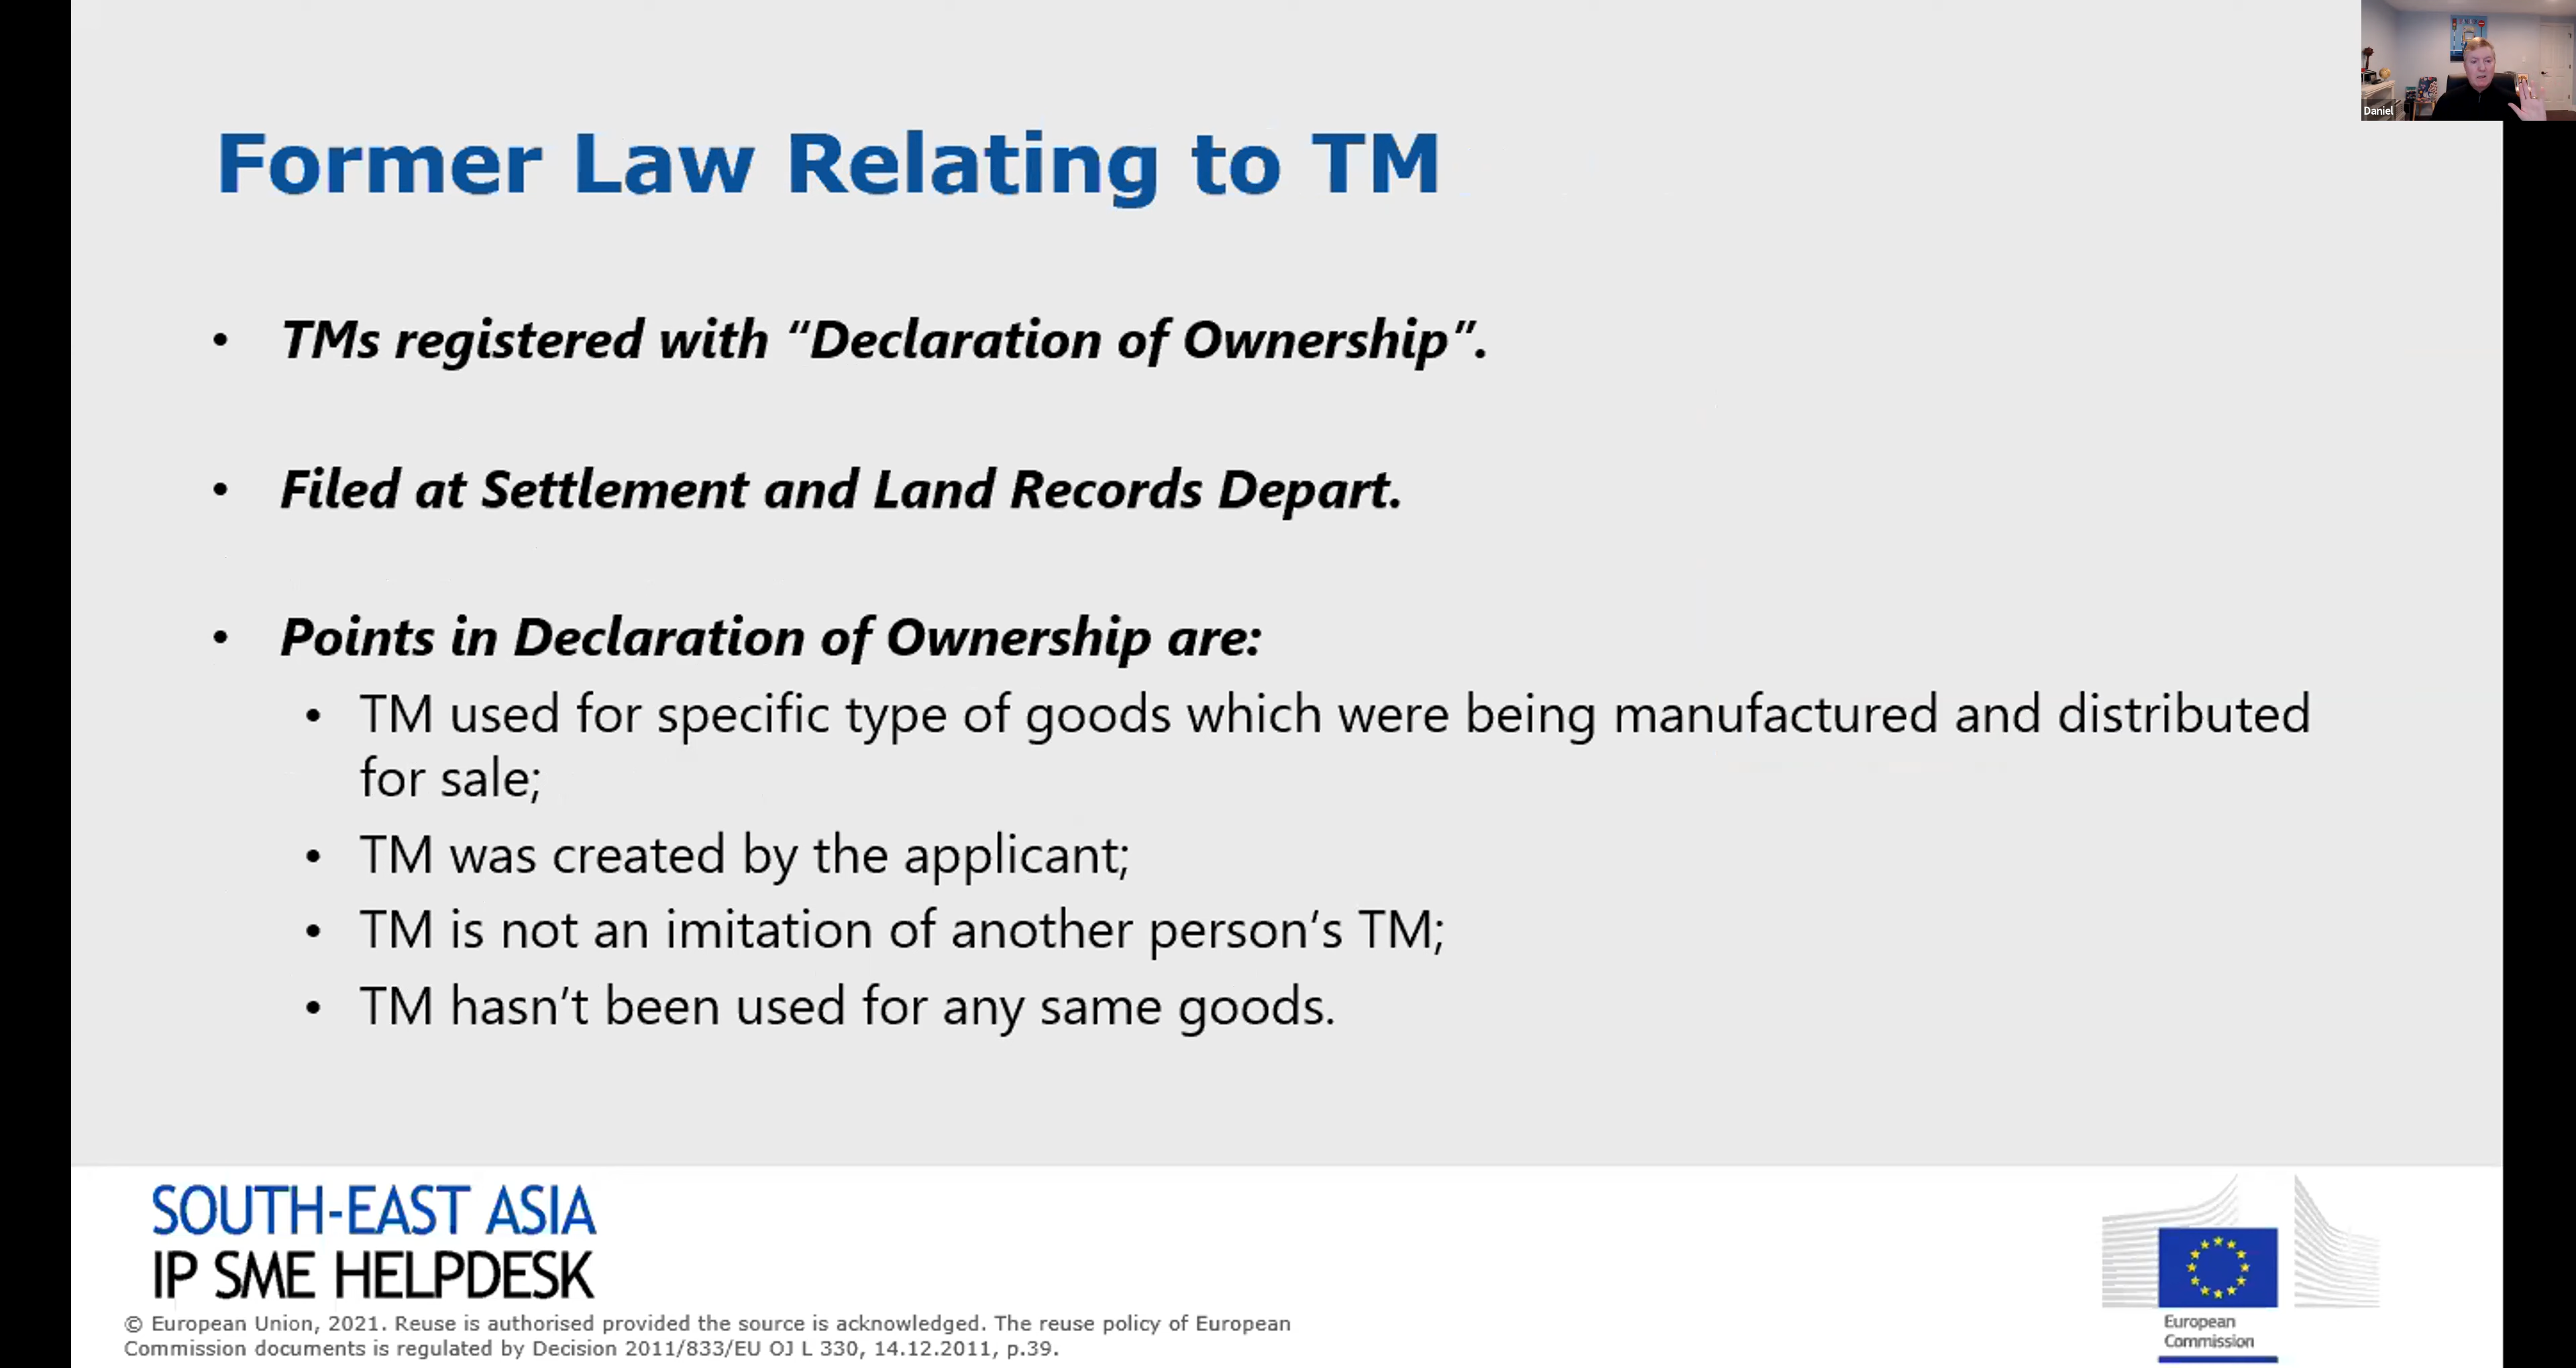 Daniel
Former Law Relating to TM
• TMs registered with “Declaration of Ownership”.
• Filed at Settlement and Land Records Depart.
• Points in Declaration of Ownership are:
• TM used for specific type of goods which were being manufactured and distributed
for sale;
• TM was created by the applicant;
• TM is not an imitation of another person‘s TM;
• TM hasn’t been used for any same goods.
SOUTH-EAST ASIA
IP SME HELPDESK
© European Union, 2021. Reuse is authorised provided the source is acknowledged. The reuse policy of European
Commission documents is regulated by Decision 2011/833/EU OJ L 330, 14.12.2011, p.39.
European
Commission